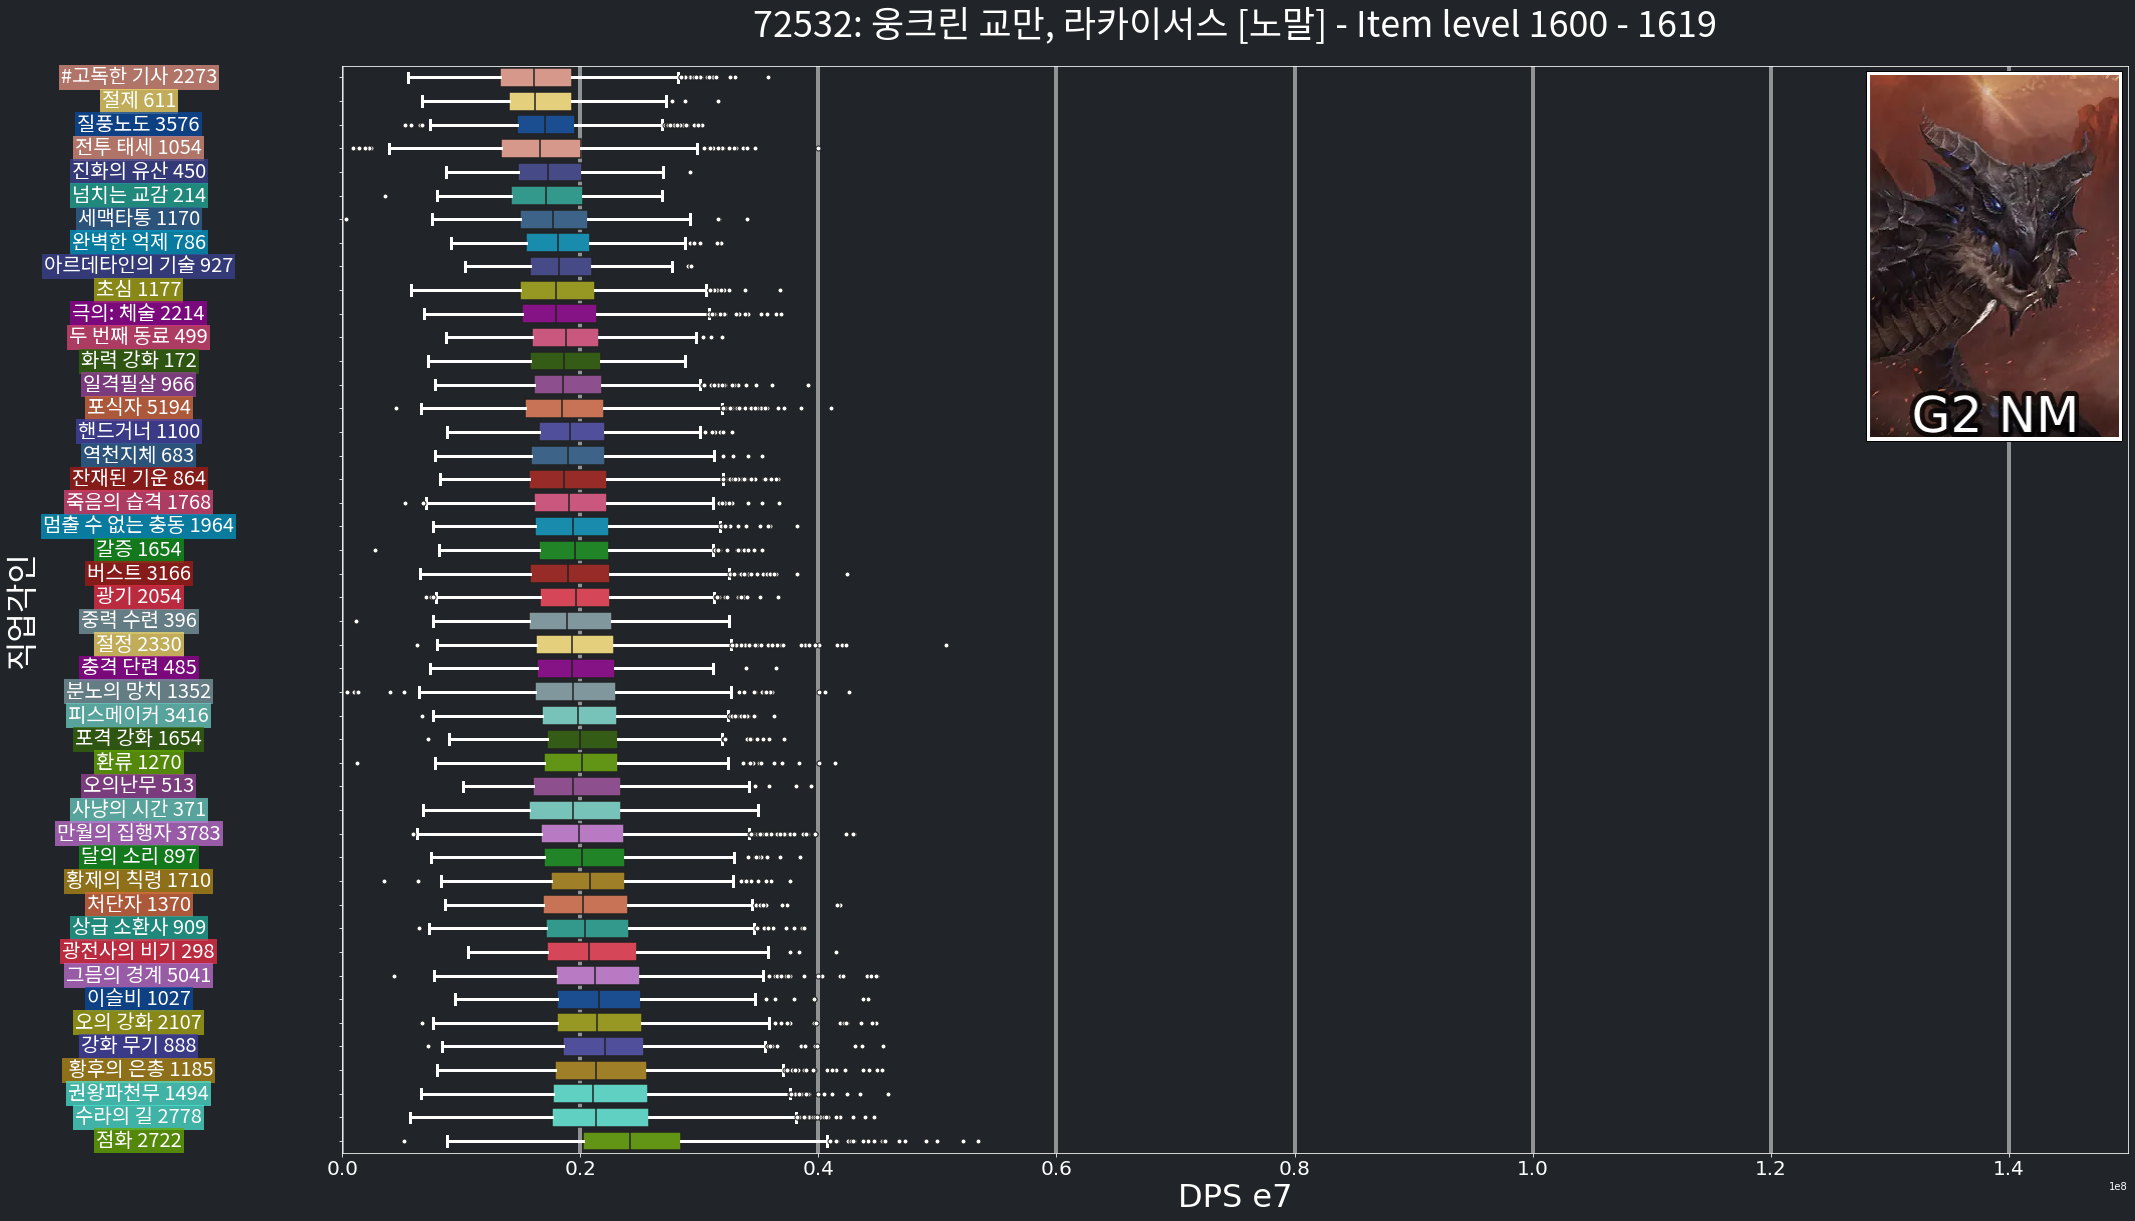 72532: 웅크린 교만, 라카이서스 [노말] - Item level 1600 - 1619
#고독한 기사 2273
절제 611
질풍노도 3576
전투 태세 1054
진화의 유산 450
넘치는 교감 214
세맥타통 1170
완벽한 억제 786
아르데타인의 기술 927
초심 1177
극의: 체술 2214
두 번째 동료 499
화력 강화 172
일격필살 966
포식자 5194
핸드거너 1100
역천지체 683
잔재된 기운 864
죽음의 습격 1768
멈출 수 없는 충동 1964
갈증 1654
버스트 3166
광기 2054
중력 수련 396
절정 2330
충격 단련 485
분노의 망치 1352
피스메이커 3416
포격 강화 1654
환류 1270
오의난무 513
사냥의 시간 371
만월의 집행자 3783
달의 소리 897
황제의 칙령 1710
처단자 1370
상급 소환사 909
광전사의 비기 298
그믐의 경계 5041
이슬비 1027
오의 강화 2107
강화 무기 888
황후의 은총 1185
권왕파천무 1494
수라의 길 2778
점화 2722
직업각인
G2 NM
0.0 0.2 0.4 0.6 0.8 1.0 1.2 1.4
1e8
DPS e7